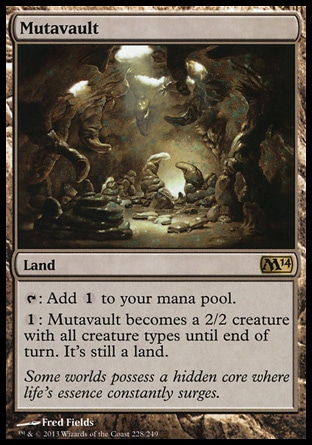 Mutavault
Land
M14
: Add 1 to your mana pool.
1: Mutavault becomes a 2/2 creature
with all creature types until end
of turn. It's still a land.
Some worlds possess a hidden core where
life's essence constantly surges.
Fred Fields
™ & © 2013 Wizards of the Coast 228/249